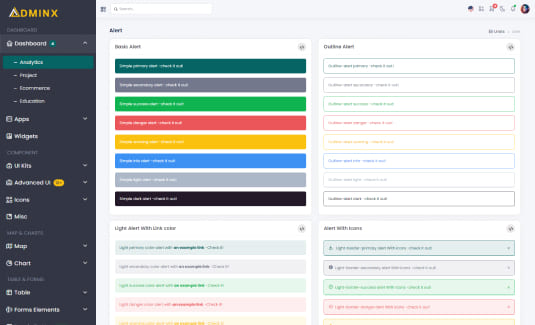 ADMINX
Search
DASHBOARD
Dashboard 4
Analytics
Project
Ecommerce
Education
Apps
Widgets
COMPONENT
UI Kits
Advanced UI
Icons
Misc
MAP & CHARTS
Map
Chart
TABLE & FORMS
Table
Forms Elements
Alert
Basic Alert
Simple primary alert -check it out!
Simple secondary alert -check it out!
Simple success alert -check it out!
Simple danger alert -check it out!
Simple warning alert -check it out!
Simple info alert -check it out!
Simple light alert -check it out!
Simple dark alert -check it out!
Outline Alert
Outline-alert primary -check it out!
Outline-alert secondary -check it out!
Outline-alert success -check it out!
Outline-alert danger -check it out!
Outline-alert warning -check it out!
Outline-alert info -check it out!
Outline-alert light -check it out!
Outline-alert alert -check it out!
Light Alert With Link color
Light primary color alert with an example link -Check it!
Light secondary color alert with an example link -Check it!
Light success color alert with an example link -Check it!
Light danger color alert with an example link -Check it!
Light warning color alert with an example link -Check it!
Alert With Icons
Light-border-primary alert With icons -check it out!
Light-border-secondary alert With icons -check it out!
Light-border-success alert With icons -check it out!
Light-border-danger alert With icons -check it out!